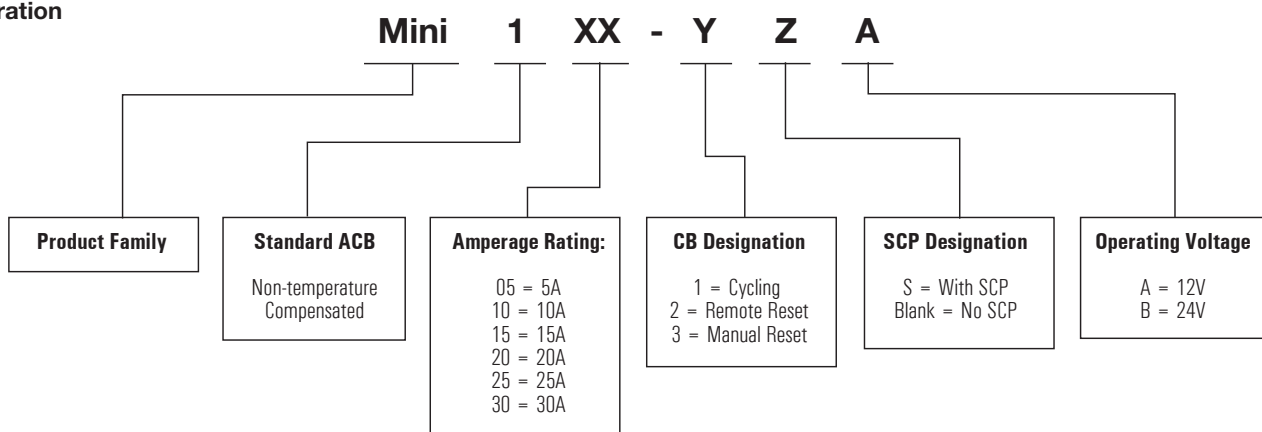 Mini 1 XX - Y Z A
Product Family
Standard ACB
Non-temperature
Compensated
Amperage Rating:
05 = 5A
10 = 10A
15 = 15A
20 = 20A
25 = 25A
30 = 30A
CB Designation
1 = Cycling
2 = Remote Reset
3 = Manual Reset
SCP Designation
S = With SCP
Blank = No SCP
Operating Voltage
A = 12V
B = 24V